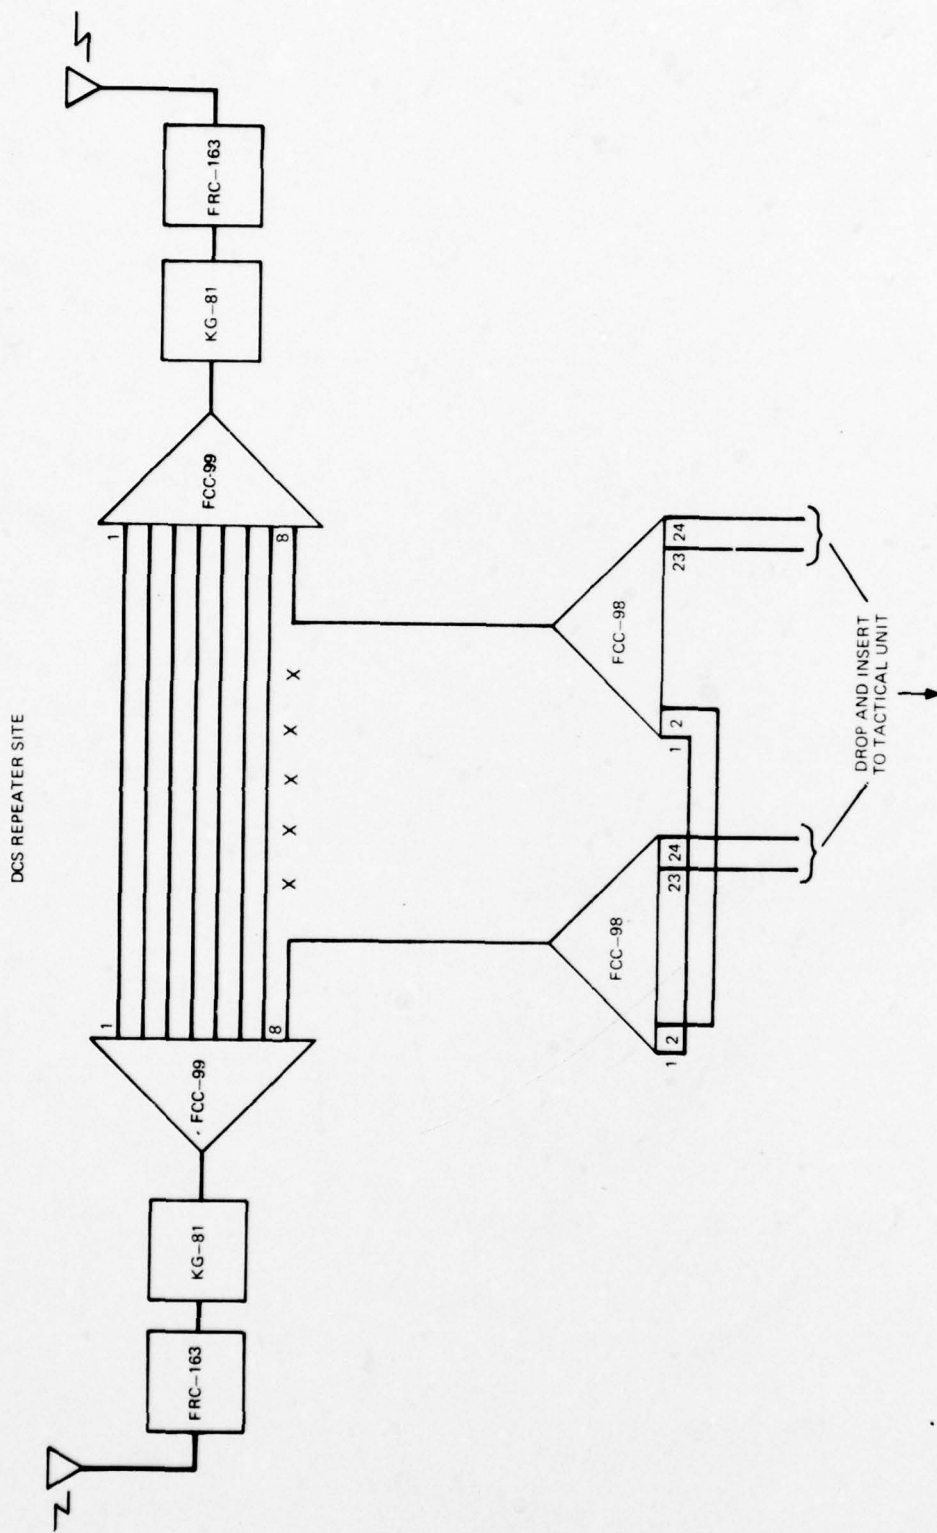 DCS REPEATER SITE
FRC-163
KG-81
FCC-99
1
8
X X X X X
1
8
FCC-99
KG-81
FRC-163
FCC-98
1
2
23
24
FCC-98
1
2
23
24
DROP AND INSERT
TO TACTICAL UNIT